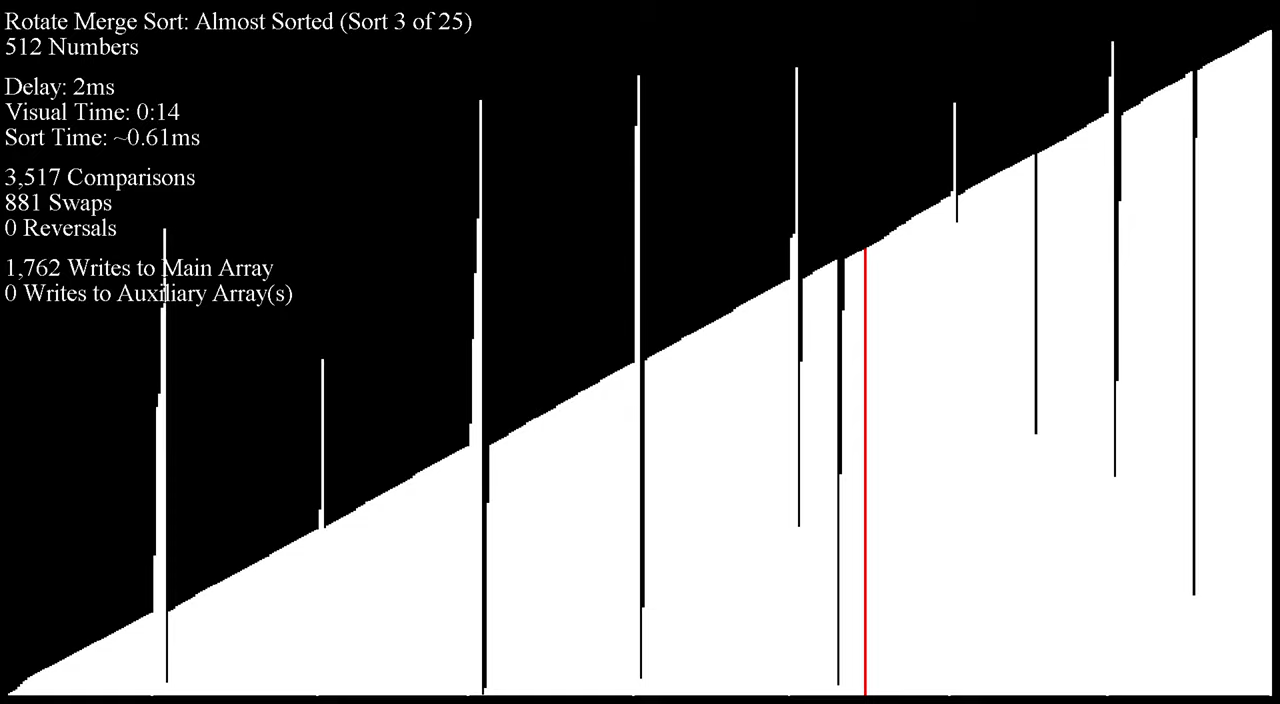 Rotate Merge Sort: Almost Sorted (Sort 3 of 25)
512 Numbers
Delay: 2ms
Visual Time: 0:14
Sort Time: ~0.61ms
3,517 Comparisons
881 Swaps
0 Reversals
1,762 Writes to Main Array
0 Writes to Auxiliary Array(s)